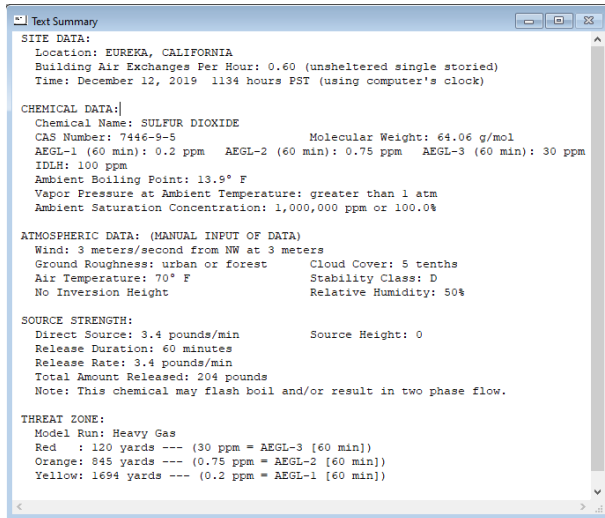 Text Summary
SITE DATA:
Location: EUREKA, CALIFORNIA
Building Air Exchanges Per Hour: 0.60 (unsheltered single storied)
Time: December 12, 2019  1134 hours PST (using computer's clock)
CHEMICAL DATA:
Chemical Name: SULFUR DIOXIDE
CAS Number: 7446-9-5 Molecular Weight: 64.06 g/mol
AEGL-1 (60 min): 0.2 ppm  AEGL-2 (60 min): 0.75 ppm  AEGL-3 (60 min): 30 ppm
IDLH: 100 ppm
Ambient Boiling Point: 13.9° F
Vapor Pressure at Ambient Temperature: greater than 1 atm
Ambient Saturation Concentration: 1,000,000 ppm or 100.0%
ATMOSPHERIC DATA: (MANUAL INPUT OF DATA)
Wind: 3 meters/second from NW at 3 meters
Ground Roughness: urban or forest Cloud Cover: 5 tenths
Air Temperature: 70° F Stability Class: D
No Inversion Height Relative Humidity: 50%
SOURCE STRENGTH:
Direct Source: 3.4 pounds/min Source Height: 0
Release Duration: 60 minutes
Release Rate: 3.4 pounds/min
Total Amount Released: 204 pounds
Note: This chemical may flash boil and/or result in two phase flow.
THREAT ZONE:
Model Run: Heavy Gas
Red   : 120 yards --- (30 ppm = AEGL-3 [60 min])
Orange: 845 yards --- (0.75 ppm = AEGL-2 [60 min])
Yellow: 1694 yards --- (0.2 ppm = AEGL-1 [60 min])